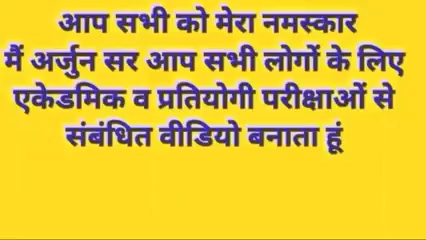 आप सभी को मेरा नमस्कार
मैं अर्जुन सर आप सभी लोगों के लिए
एकेडमिक व प्रतियोगी परीक्षाओं से
संबंधित वीडियो बनाता हूं